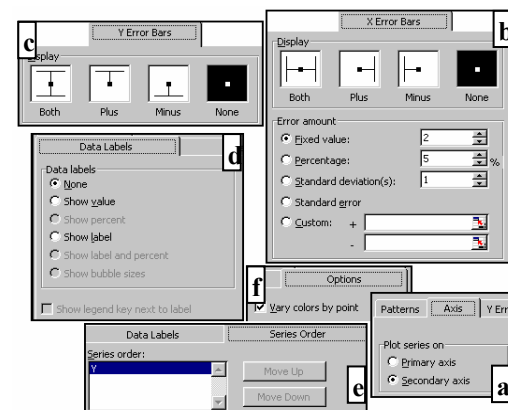 c
Y Error Bars
Display
Both Plus Minus None
X Error Bars
b
Display
Both Plus Minus None
Error amount
Fixed value: 2
Percentage: 5 %
Standard deviation(s): 1
Standard error
Custom: +
-
Data Labels
d
Data labels
None
Show value
Show percent
Show label
Show label and percent
Show bubble sizes
Show legend key next to label
f
Options
Vary colors by point
Patterns Axis Y Err
Plot series on
Primary axis
Secondary axis
a
Data Labels Series Order
Series order:
Y
Move Up
Move Down
e